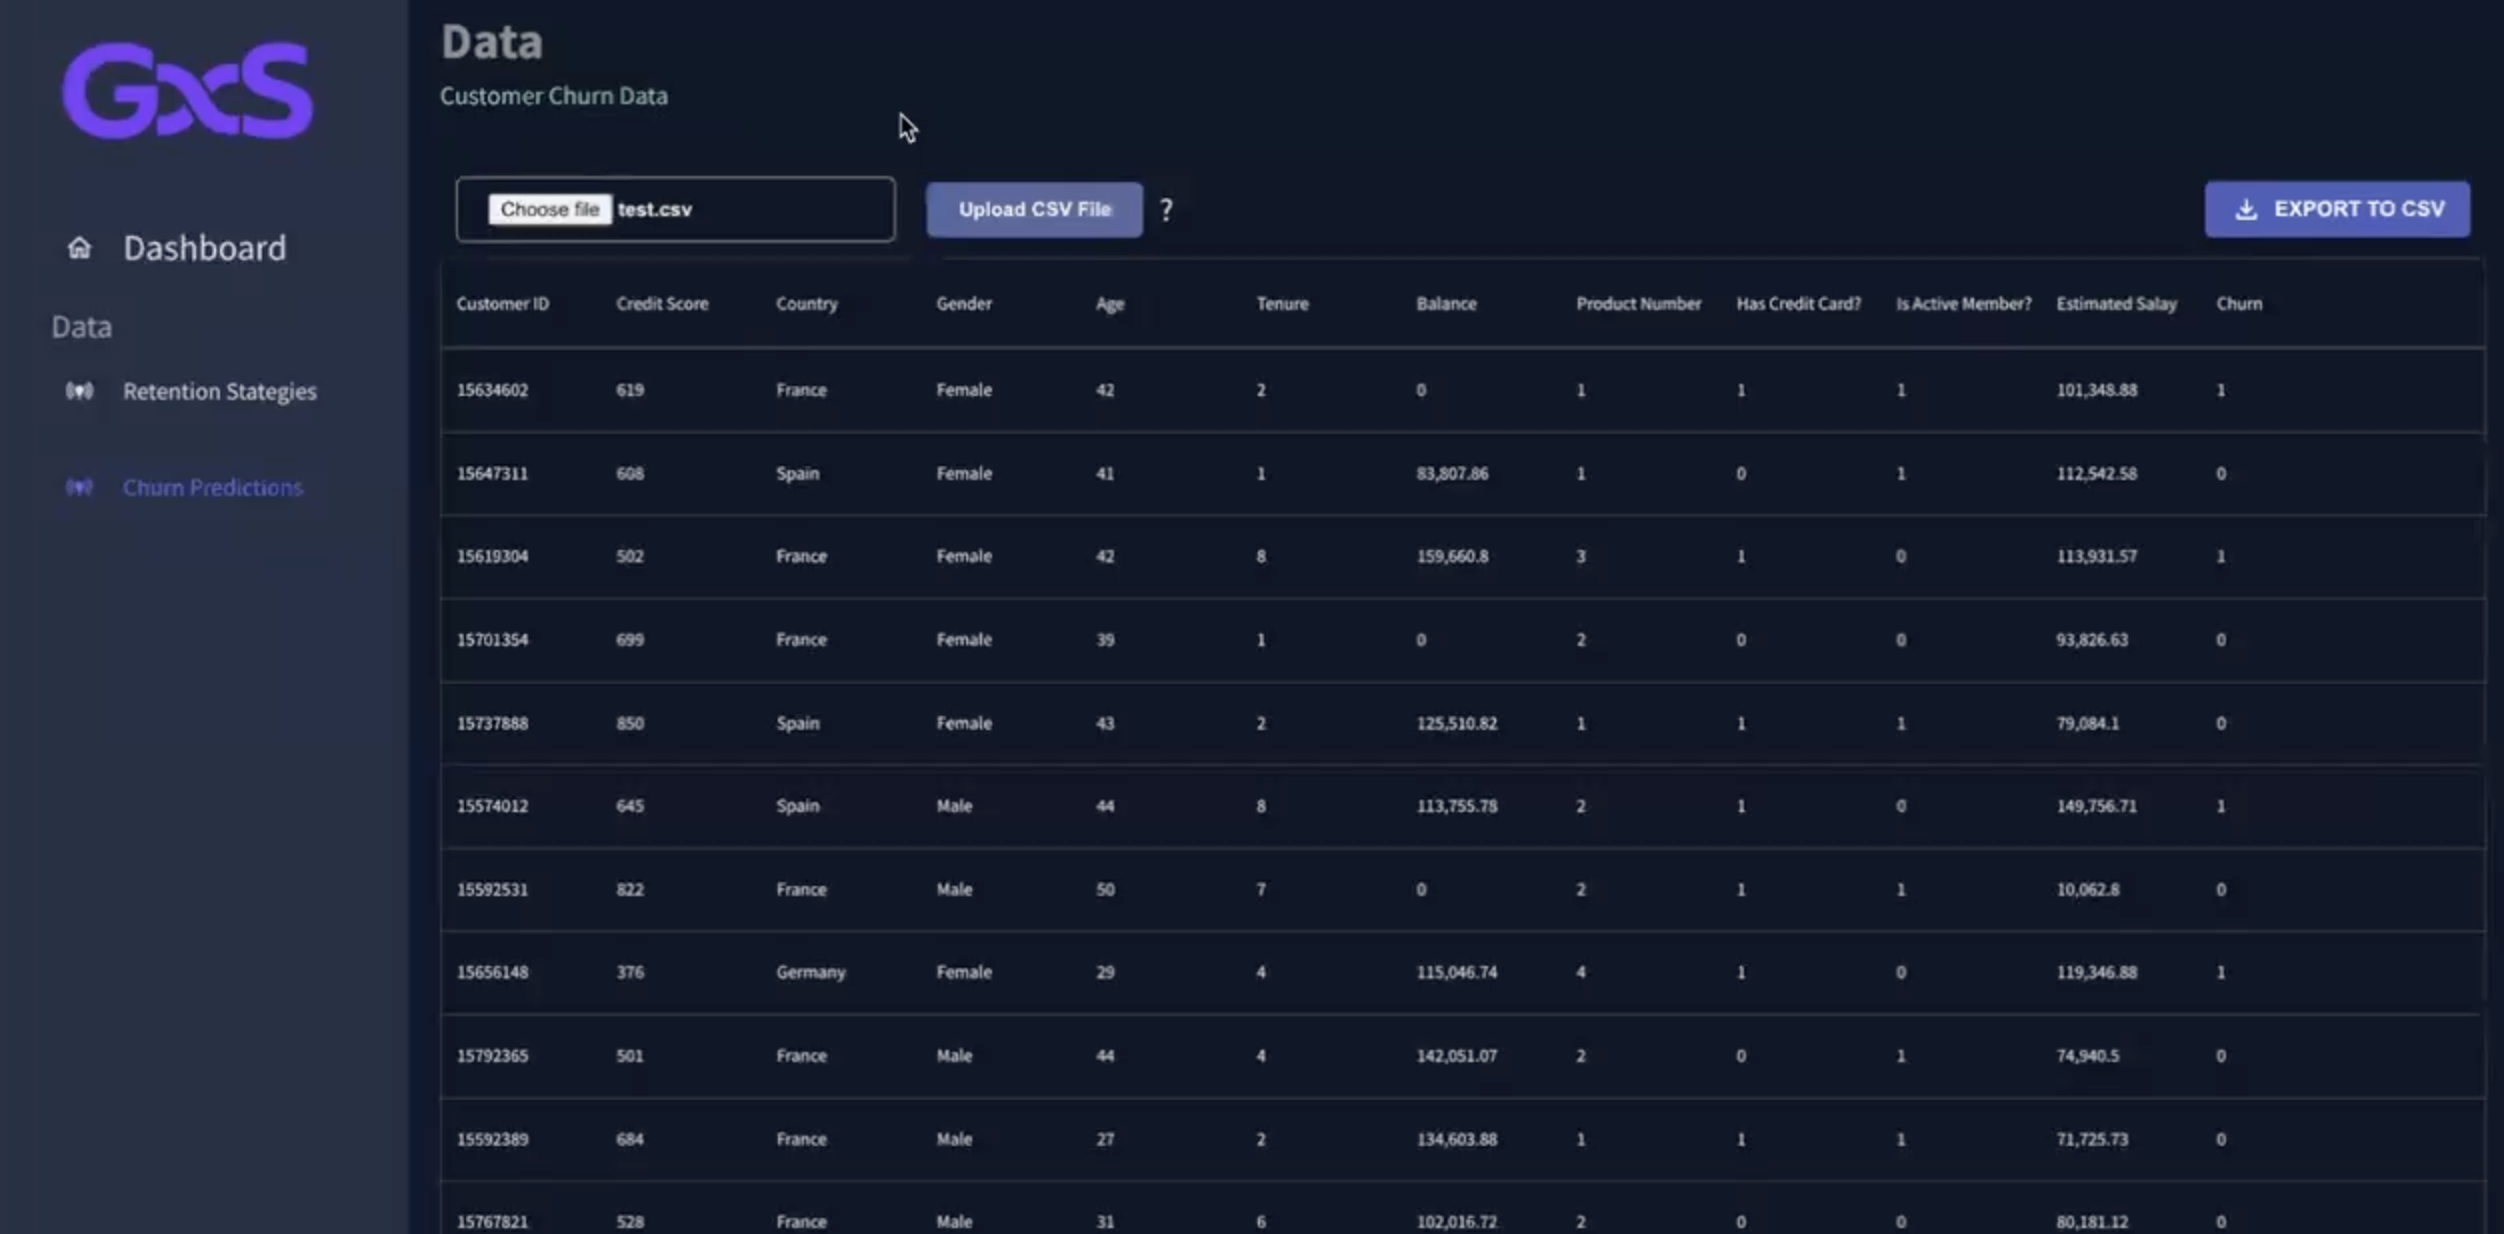 GXS
Data
Customer Churn Data
Choose file test.csv
Upload CSV File ?
EXPORT TO CSV
Dashboard
Data
Retention Stategies
Churn Predictions
Customer ID Credit Score Country Gender Age Tenure Balance Product Number Has Credit Card? Is Active Member? Estimated Salay Churn
15634602 619 France Female 42 2 0 1 1 1 101,348.88 1
15647311 608 Spain Female 41 1 83,807.86 1 0 1 112,542.58 0
15619304 502 France Female 42 8 159,660.8 3 1 0 113,931.57 1
15701354 699 France Female 39 1 0 2 0 0 93,826.63 0
15737888 850 Spain Female 43 2 125,510.82 1 1 1 79,084.1 0
15574012 645 Spain Male 44 8 113,755.78 2 1 0 149,756.71 1
15592531 822 France Male 50 7 0 2 1 1 10,062.8 0
15656148 376 Germany Female 29 4 115,046.74 4 1 0 119,346.88 1
15792365 501 France Male 44 4 142,051.07 2 0 1 74,940.5 0
15592389 684 France Male 27 2 134,603.88 1 1 1 71,725.73 0
15767821 528 France Male 31 6 102,016.72 2 0 0 80,181.12 0